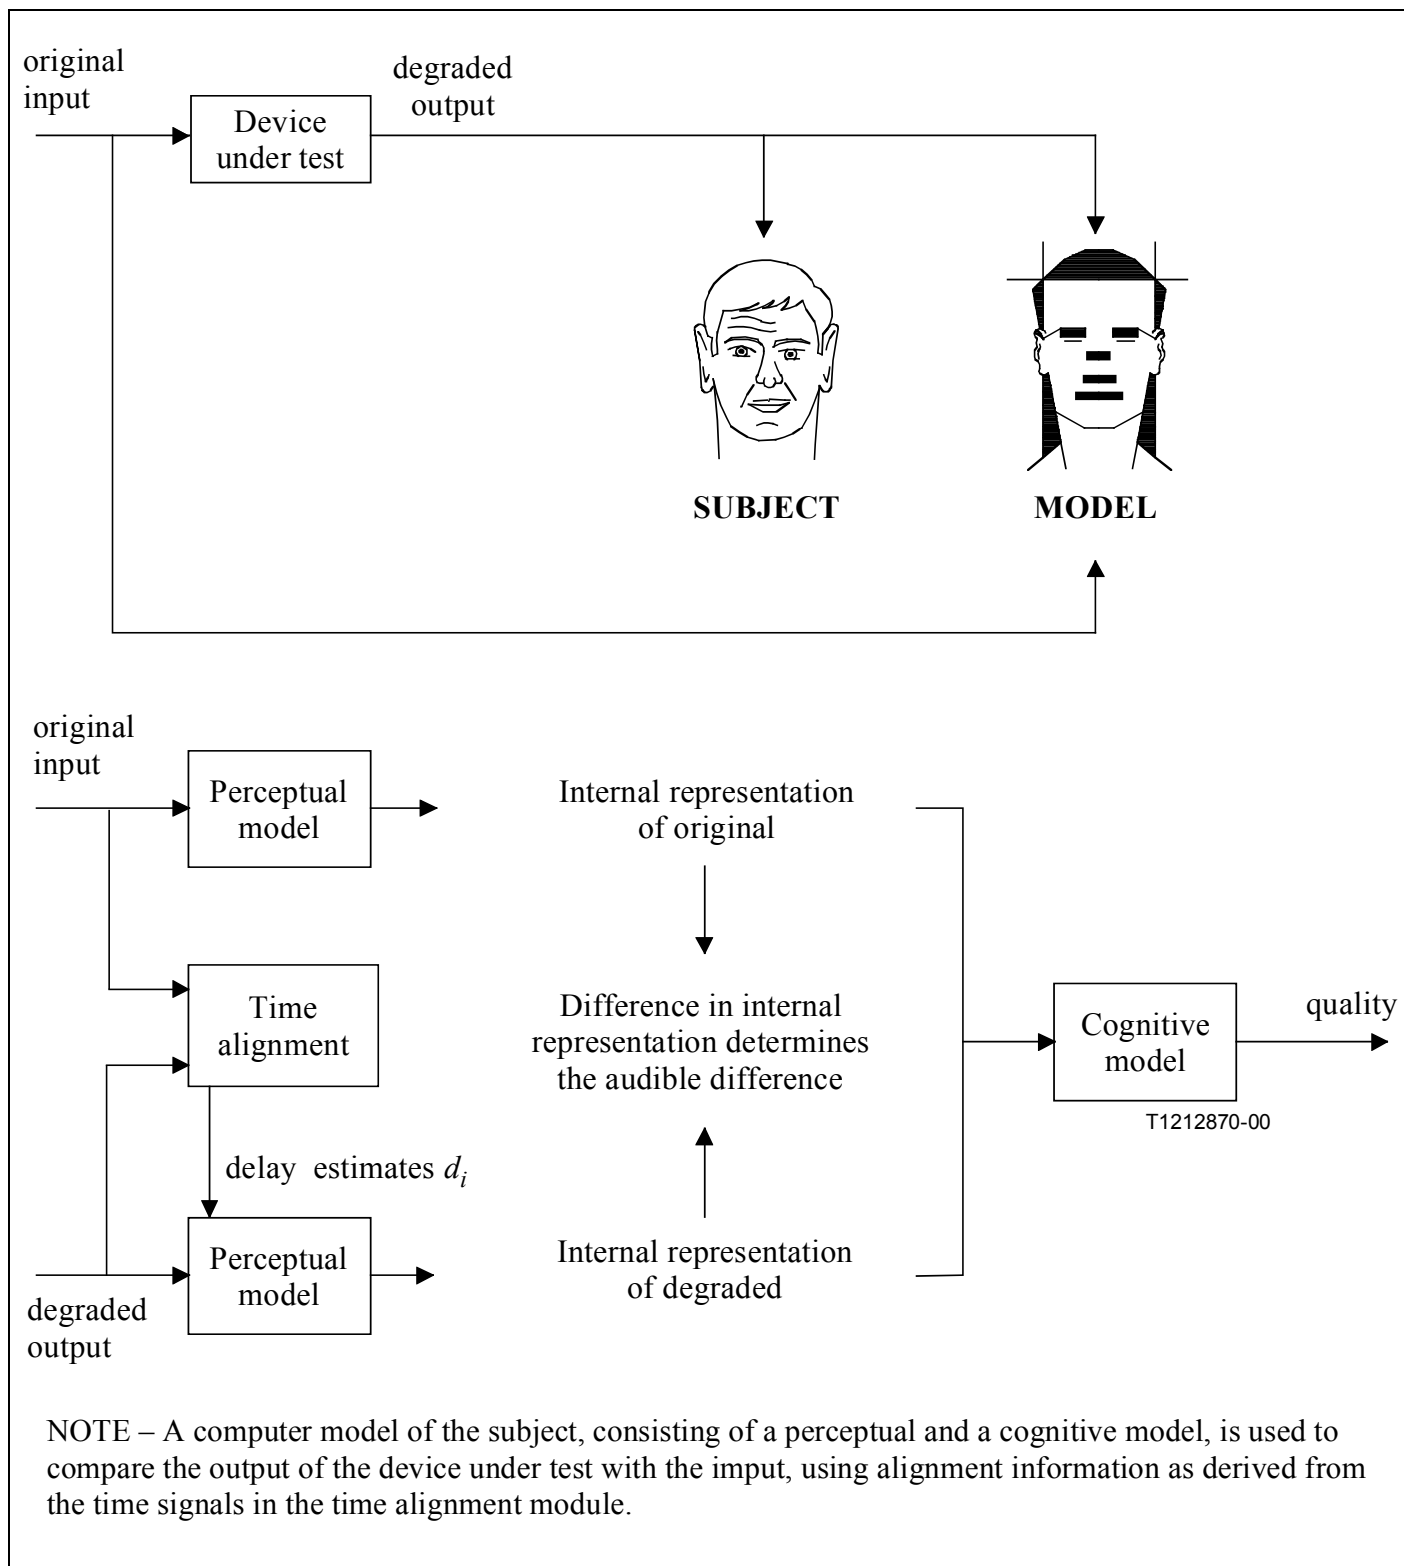 original
input
degraded
output
Device
under test
SUBJECT
MODEL
original
input
Perceptual
model
Internal representation
of original
Time
alignment
Difference in internal
representation determines
the audible difference
Cognitive
model
quality
T1212870-00
delay estimates di
Perceptual
model
Internal representation
of degraded
degraded
output
NOTE – A computer model of the subject, consisting of a perceptual and a cognitive model, is used to
compare the output of the device under test with the imput, using alignment information as derived from
the time signals in the time alignment module.